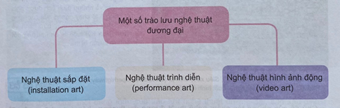 Một số trào lưu nghệ thuật
đương đại
Nghệ thuật sắp đặt
(installation art)
Nghệ thuật trình diễn
(performance art)
Nghệ thuật hình ảnh động
(video art)